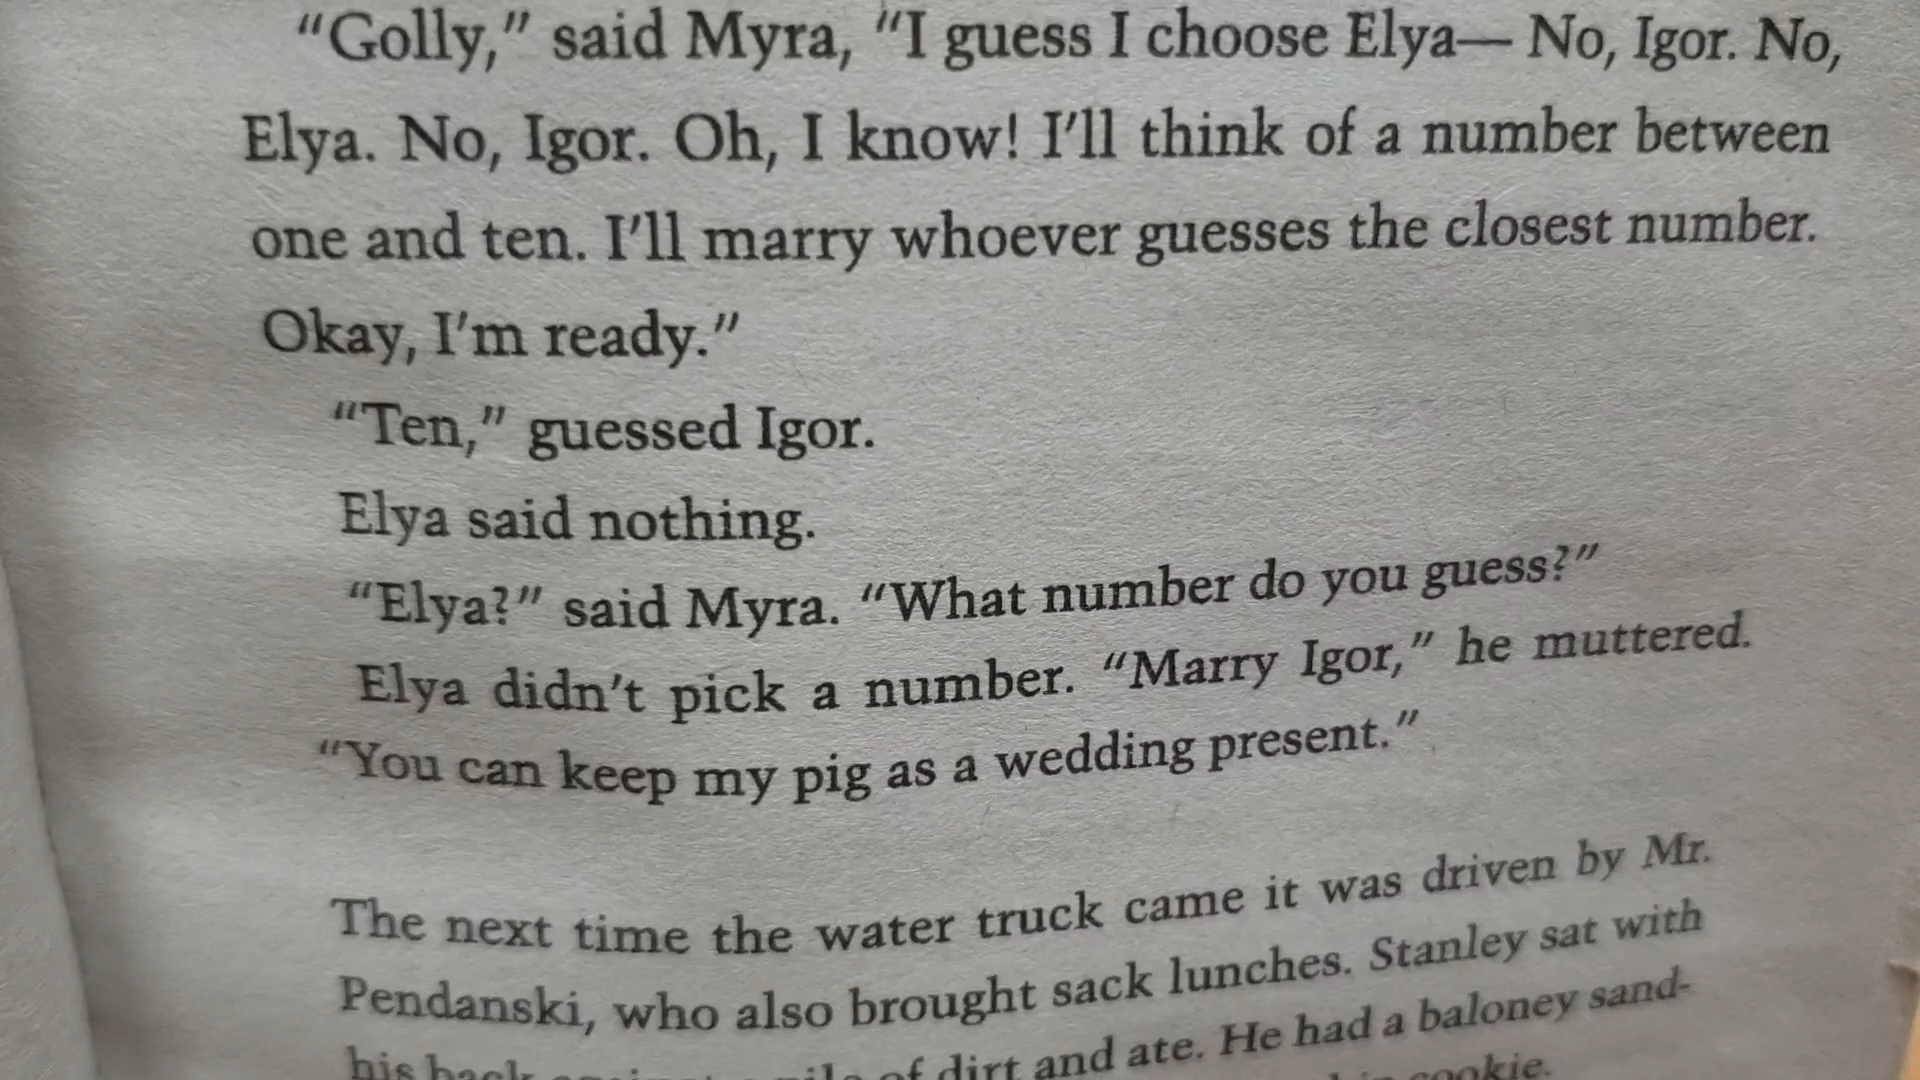 “Golly,” said Myra, “I guess I choose Elya— No, Igor. No,
Elya. No, Igor. Oh, I know! I’ll think of a number between
one and ten. I’ll marry whoever guesses the closest number.
Okay, I’m ready.”
“Ten,” guessed Igor.
Elya said nothing.
“Elya?” said Myra. “What number do you guess?”
Elya didn’t pick a number. “Marry Igor,” he muttered.
“You can keep my pig as a wedding present.”
The next time the water truck came it was driven by Mr.
Pendanski, who also brought sack lunches. Stanley sat with
his back against a pile of dirt and ate. He had a baloney sand-
cookie.